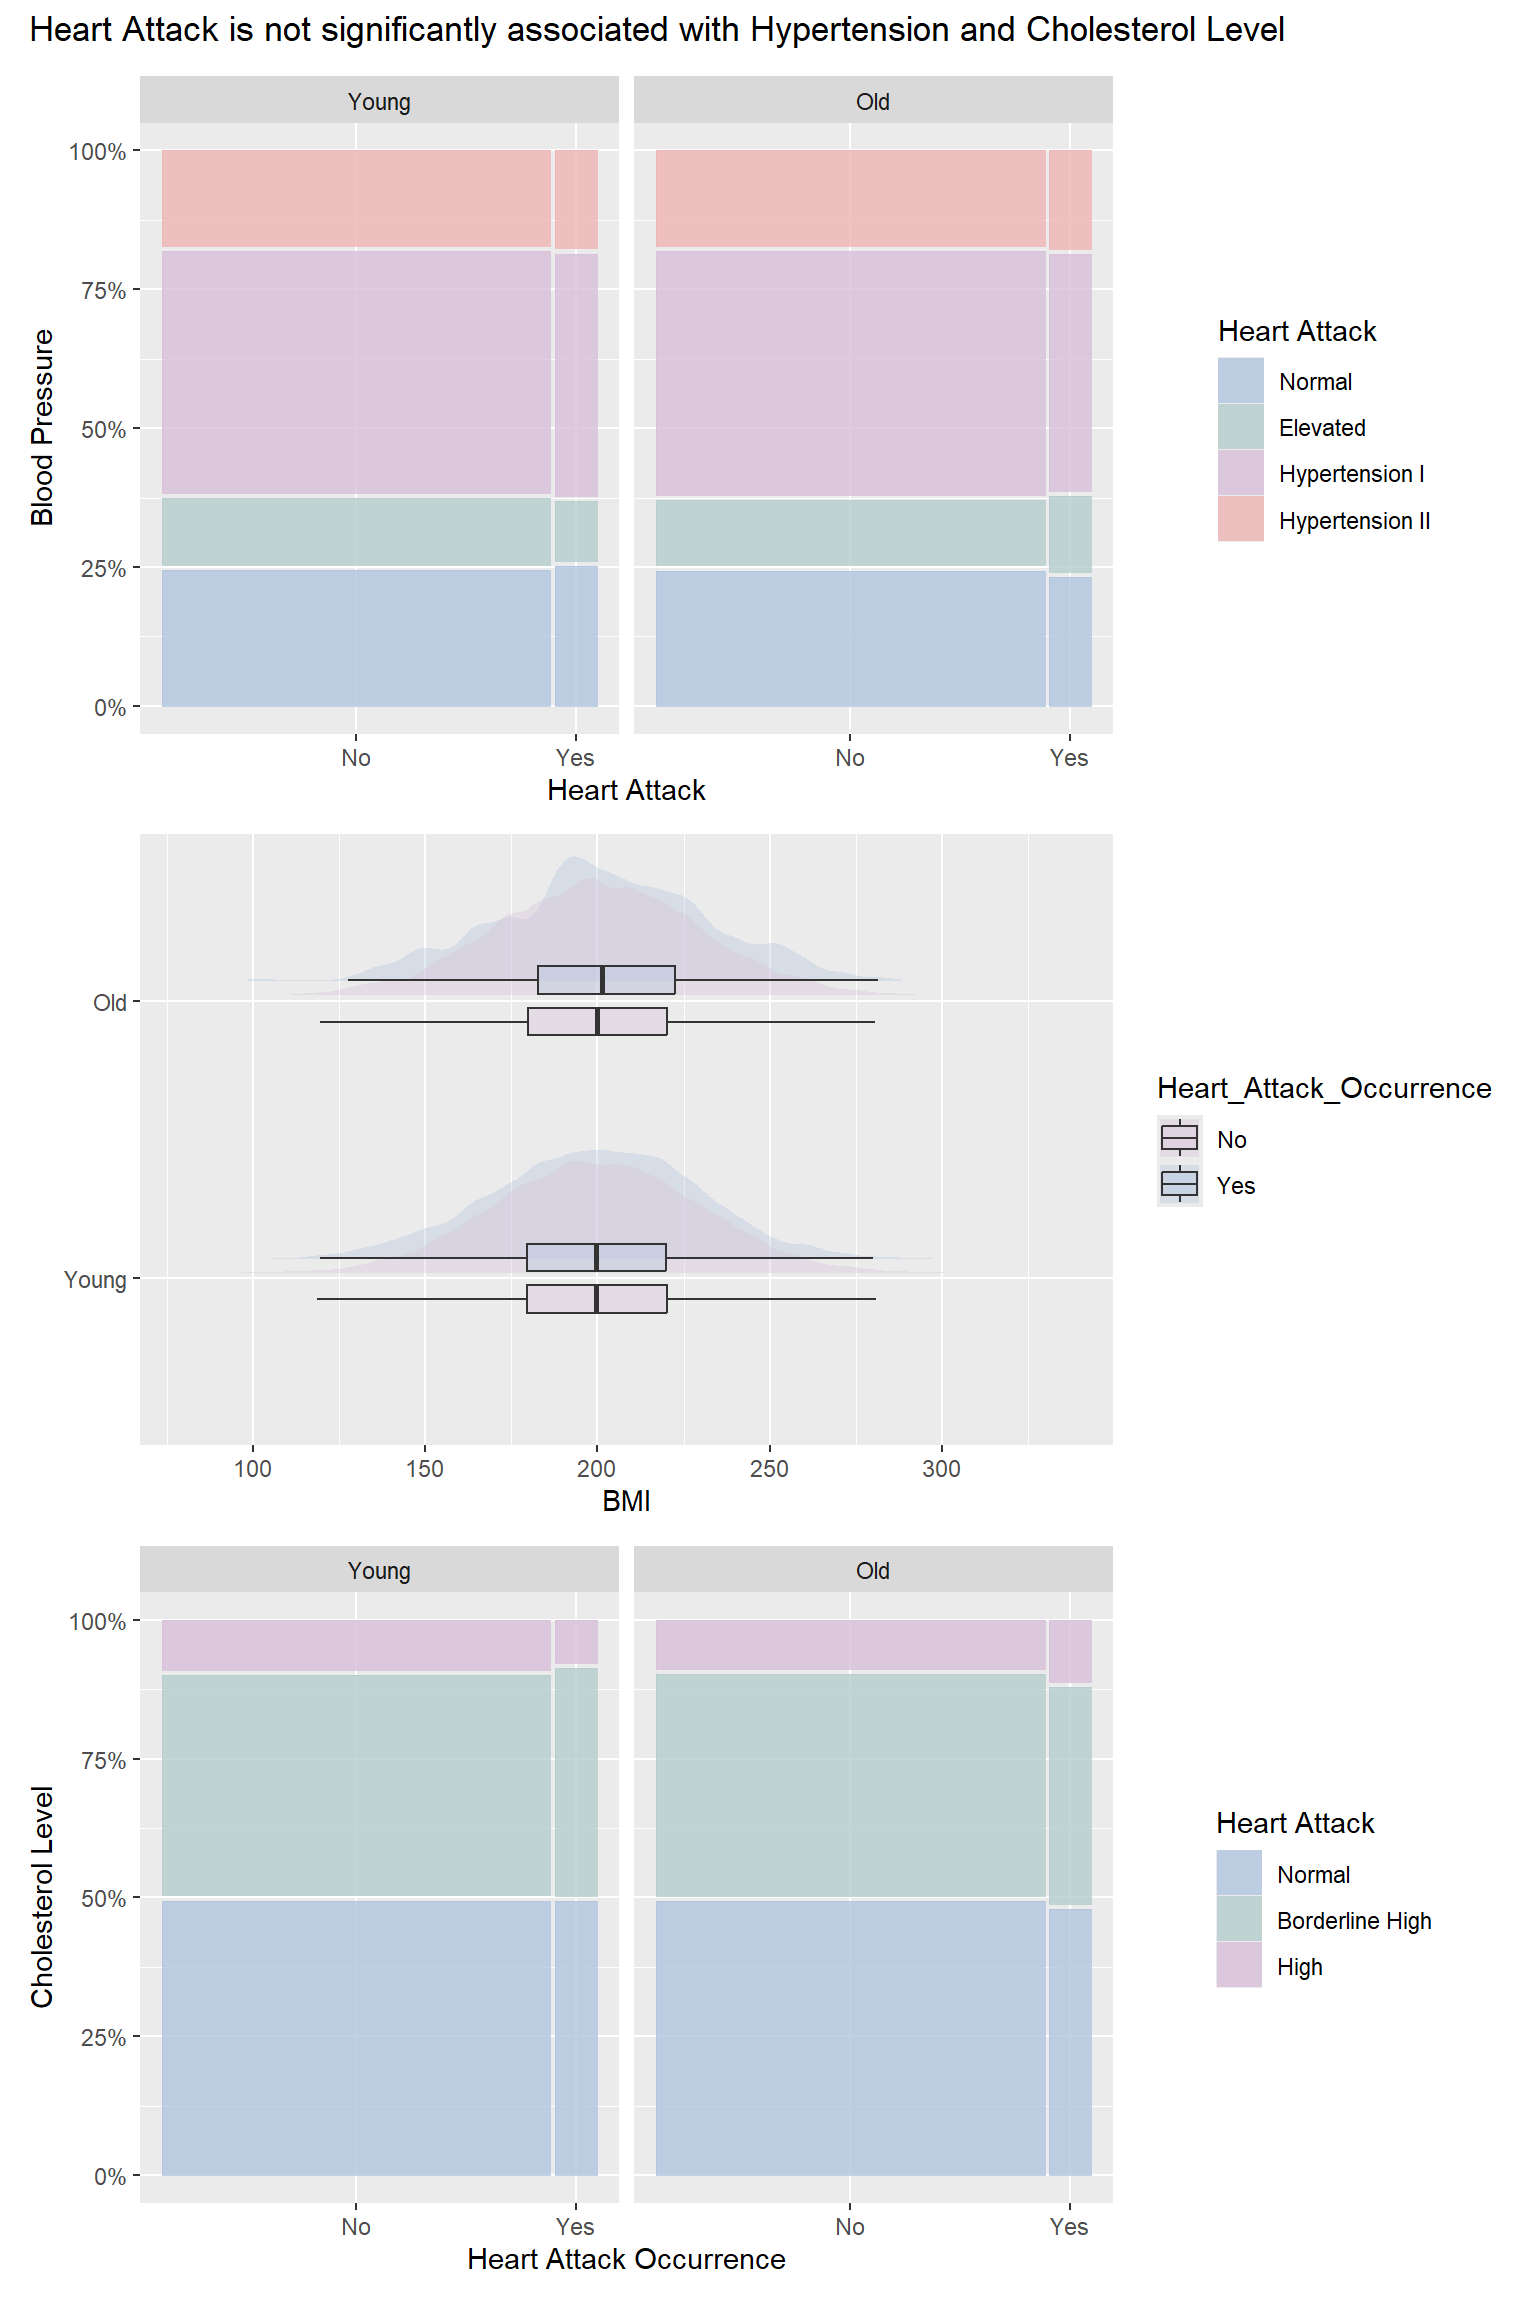 Heart Attack is not significantly associated with Hypertension and Cholesterol Level
Young
Old
100%
75%
50%
25%
0%
Blood Pressure
No
Yes
No
Yes
Heart Attack
Heart Attack
Normal
Elevated
Hypertension I
Hypertension II
Old
Young
100
150
200
250
300
BMI
Heart_Attack_Occurrence
No
Yes
Young
Old
100%
75%
50%
25%
0%
Cholesterol Level
No
Yes
No
Yes
Heart Attack Occurrence
Heart Attack
Normal
Borderline High
High